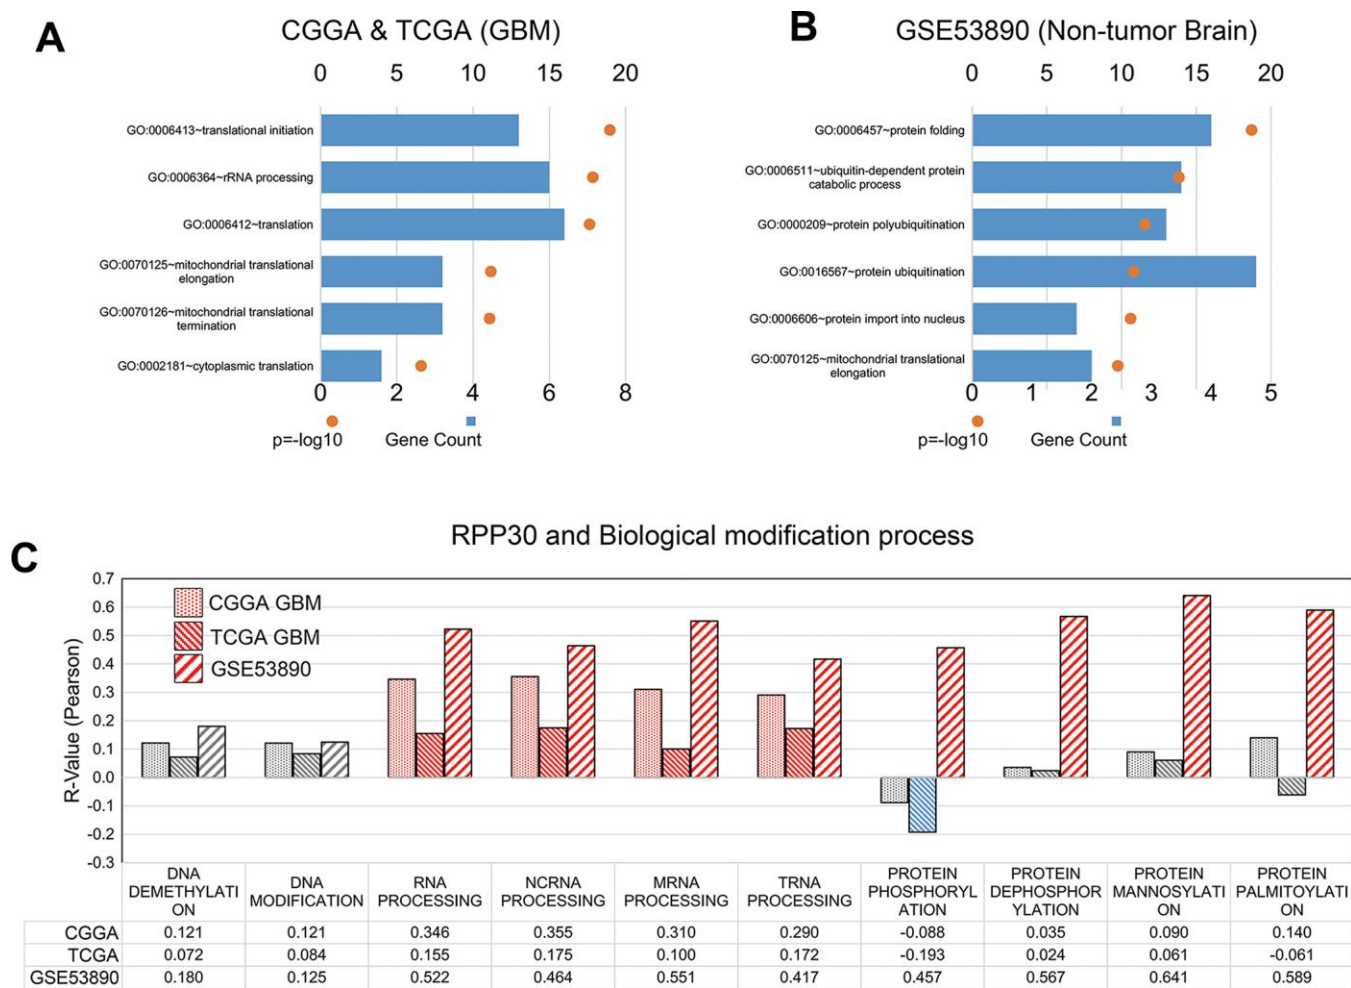 A
CGGA & TCGA (GBM)
0 5 10 15 20
GO:0006413~translational initiation
GO:0006364~rRNA processing
GO:0006412~translation
GO:0070125~mitochondrial translational
elongation
GO:0070126~mitochondrial translational
termination
GO:0002181~cytoplasmic translation
0 2 4 6 8
p=-log10 Gene Count
B
GSE53890 (Non-tumor Brain)
0 5 10 15 20
GO:0006457~protein folding
GO:0006511~ubiquitin-dependent protein
catabolic process
GO:0000209~protein polyubiquitination
GO:0016567~protein ubiquitination
GO:0006606~protein import into nucleus
GO:0070125~mitochondrial translational
elongation
0 1 2 3 4 5
p=-log10 Gene Count
C
RPP30 and Biological modification process
R-Value (Pearson)
0.7
0.6
0.5
0.4
0.3
0.2
0.1
0.0
-0.1
-0.2
-0.3
CGGA GBM
TCGA GBM
GSE53890
DNA
DEMETHYLATI
ON
DNA
MODIFICATION
RNA
PROCESSING
NCRNA
PROCESSING
MRNA
PROCESSING
TRNA
PROCESSING
PROTEIN
PHOSPHORYL
ATION
PROTEIN
DEPHOSPHOR
YLATION
PROTEIN
MANNOSYLATI
ON
PROTEIN
PALMITOYLATI
ON
CGGA 0.121 0.121 0.346 0.355 0.310 0.290 -0.088 0.035 0.090 0.140
TCGA 0.072 0.084 0.155 0.175 0.100 0.172 -0.193 0.024 0.061 -0.061
GSE53890 0.180 0.125 0.522 0.464 0.551 0.417 0.457 0.567 0.641 0.589